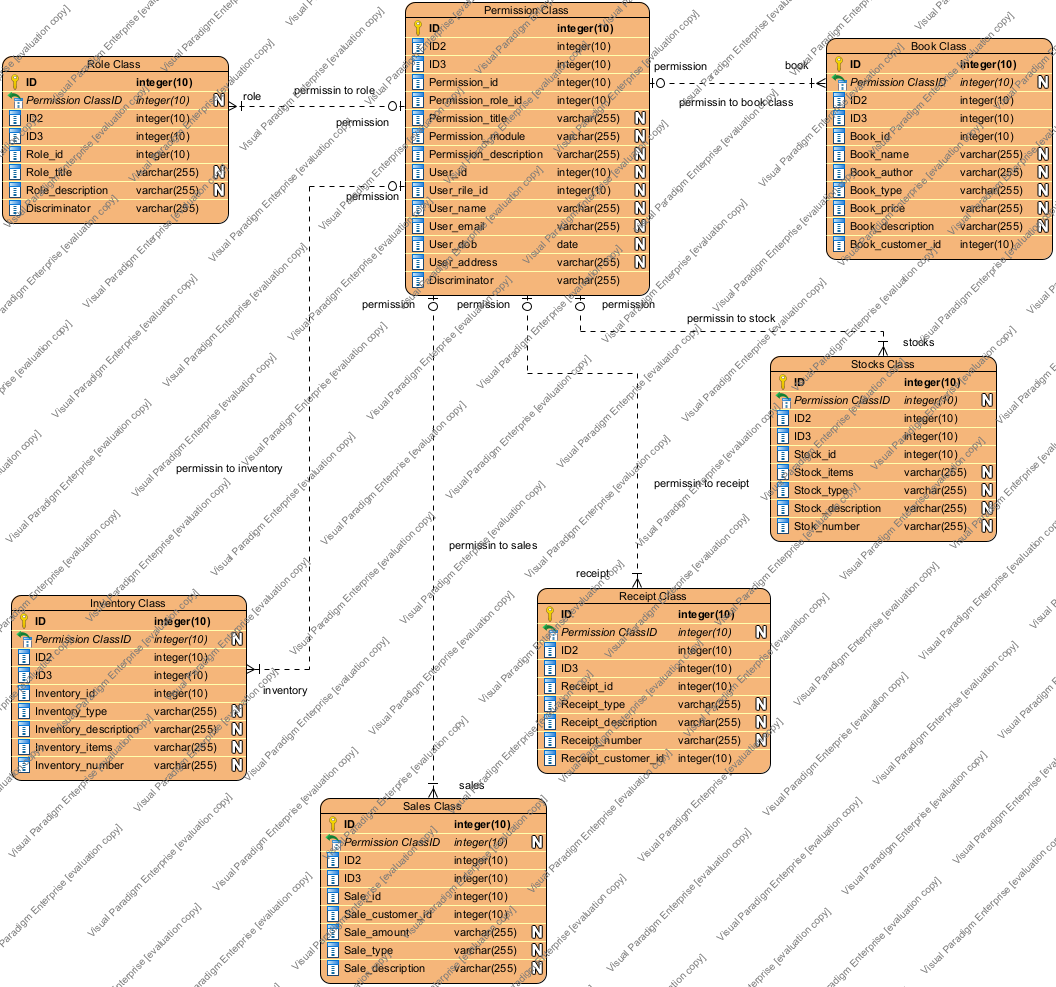 Permission Class
ID integer(10)
ID2 integer(10)
ID3 integer(10)
Permission_id integer(10)
Permission_role_id integer(10)
Permission_title varchar(255) N
Permission_module varchar(255) N
Permission_description varchar(255) N
User_id integer(10) N
User_rile_id integer(10) N
User_name varchar(255) N
User_email varchar(255) N
User_dob date N
User_address varchar(255) N
Discriminator varchar(255)
Role Class
ID integer(10)
Permission ClassID integer(10) N
ID2 integer(10)
ID3 integer(10)
Role_id integer(10)
Role_title varchar(255) N
Role_description varchar(255) N
Discriminator varchar(255)
role
permissin to role
permission
permission
permission
book
permissin to book class
Book Class
ID integer(10)
Permission ClassID integer(10) N
ID2 integer(10)
ID3 integer(10)
Book_id integer(10)
Book_name varchar(255) N
Book_author varchar(255) N
Book_type varchar(255) N
Book_price varchar(255) N
Book_description varchar(255) N
Book_customer_id integer(10)
permission
permission
permission
permissin to stock
stocks
Stocks Class
ID integer(10)
Permission ClassID integer(10) N
ID2 integer(10)
ID3 integer(10)
Stock_id integer(10)
Stock_items varchar(255) N
Stock_type varchar(255) N
Stock_description varchar(255) N
Stok_number varchar(255) N
permissin to inventory
permissin to receipt
permissin to sales
receipt
Inventory Class
ID integer(10)
Permission ClassID integer(10) N
ID2 integer(10)
ID3 integer(10)
Inventory_id integer(10)
Inventory_type varchar(255) N
Inventory_description varchar(255) N
Inventory_items varchar(255) N
Inventory_number varchar(255) N
inventory
Receipt Class
ID integer(10)
Permission ClassID integer(10) N
ID2 integer(10)
ID3 integer(10)
Receipt_id integer(10)
Receipt_type varchar(255) N
Receipt_description varchar(255) N
Receipt_number varchar(255) N
Receipt_customer_id integer(10)
sales
Sales Class
ID integer(10)
Permission ClassID integer(10) N
ID2 integer(10)
ID3 integer(10)
Sale_id integer(10)
Sale_customer_id integer(10)
Sale_amount varchar(255) N
Sale_type varchar(255) N
Sale_description varchar(255) N
Visual Paradigm Enterprise [evaluation copy]